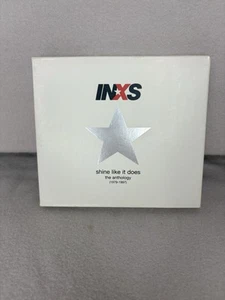 INXS
shine like it does
the anthology
(1979-1997)